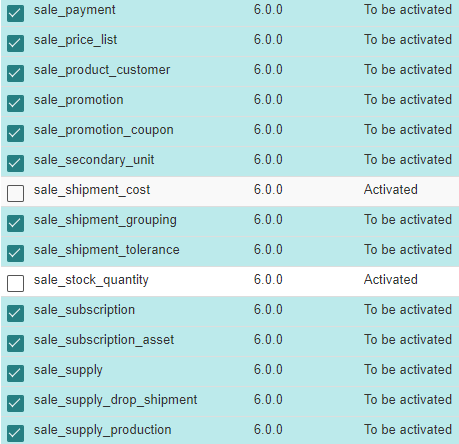 sale_payment 6.0.0 To be activated
sale_price_list 6.0.0 To be activated
sale_product_customer 6.0.0 To be activated
sale_promotion 6.0.0 To be activated
sale_promotion_coupon 6.0.0 To be activated
sale_secondary_unit 6.0.0 To be activated
sale_shipment_cost 6.0.0 Activated
sale_shipment_grouping 6.0.0 To be activated
sale_shipment_tolerance 6.0.0 To be activated
sale_stock_quantity 6.0.0 Activated
sale_subscription 6.0.0 To be activated
sale_subscription_asset 6.0.0 To be activated
sale_supply 6.0.0 To be activated
sale_supply_drop_shipment 6.0.0 To be activated
sale_supply_production 6.0.0 To be activated